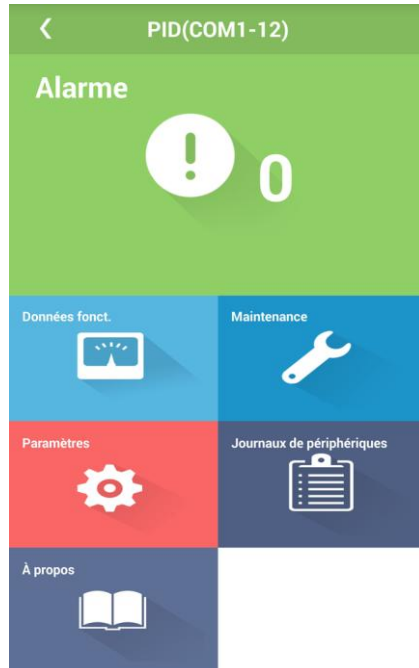 PID(COM1-12)
Alarme
0
Données fonct.
Maintenance
Paramètres
Journaux de périphériques
À propos